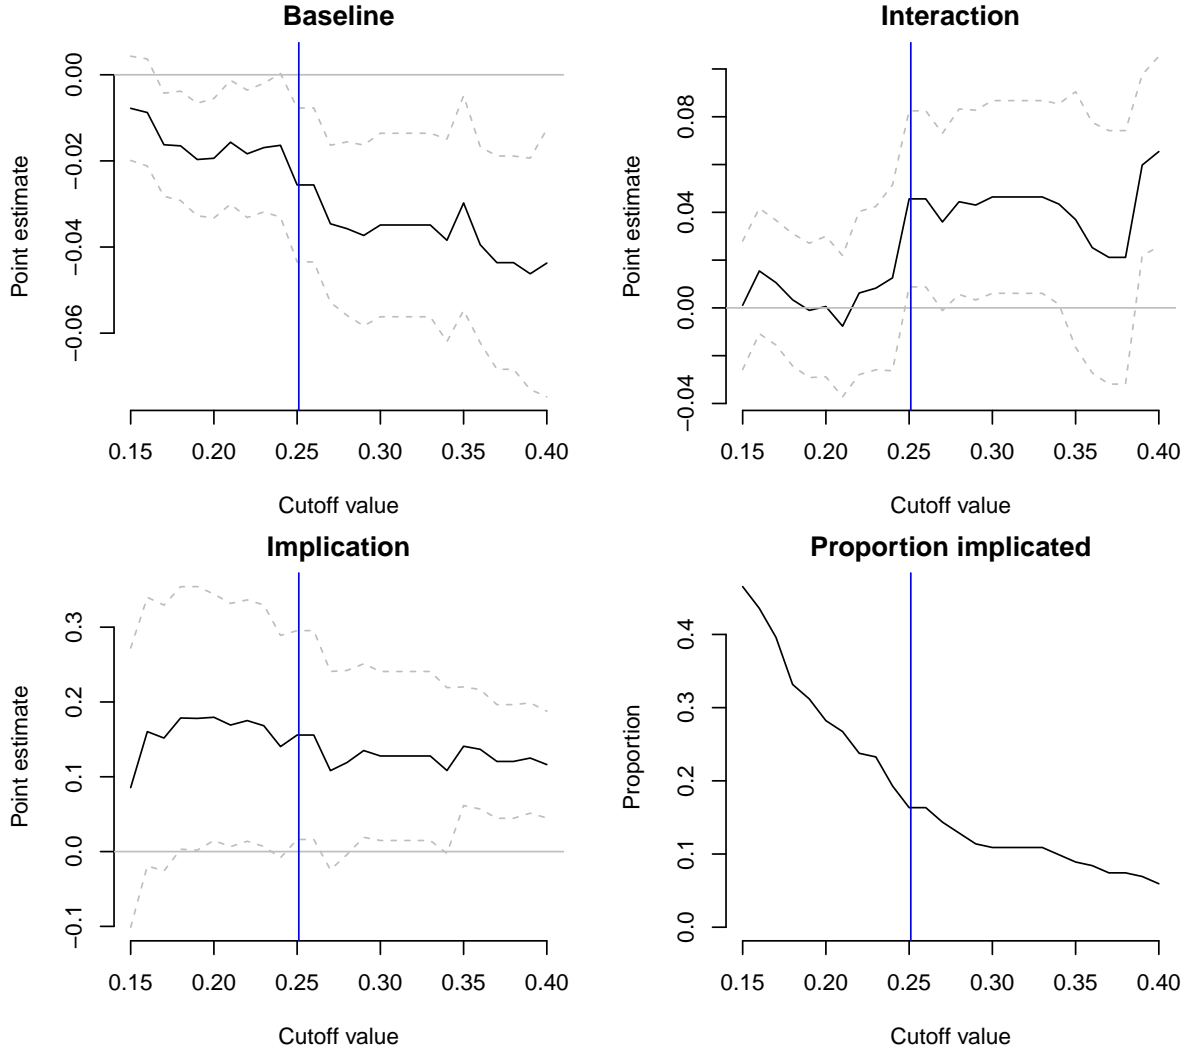 Baseline
Point estimate
0.00
−0.02
−0.04
−0.06
0.15 0.20 0.25 0.30 0.35 0.40
Cutoff value
Interaction
Point estimate
0.08
0.04
0.00
−0.04
0.15 0.20 0.25 0.30 0.35 0.40
Cutoff value
Implication
Point estimate
0.3
0.2
0.1
0.0
−0.1
0.15 0.20 0.25 0.30 0.35 0.40
Cutoff value
Proportion implicated
Proportion
0.4
0.3
0.2
0.1
0.0
0.15 0.20 0.25 0.30 0.35 0.40
Cutoff value